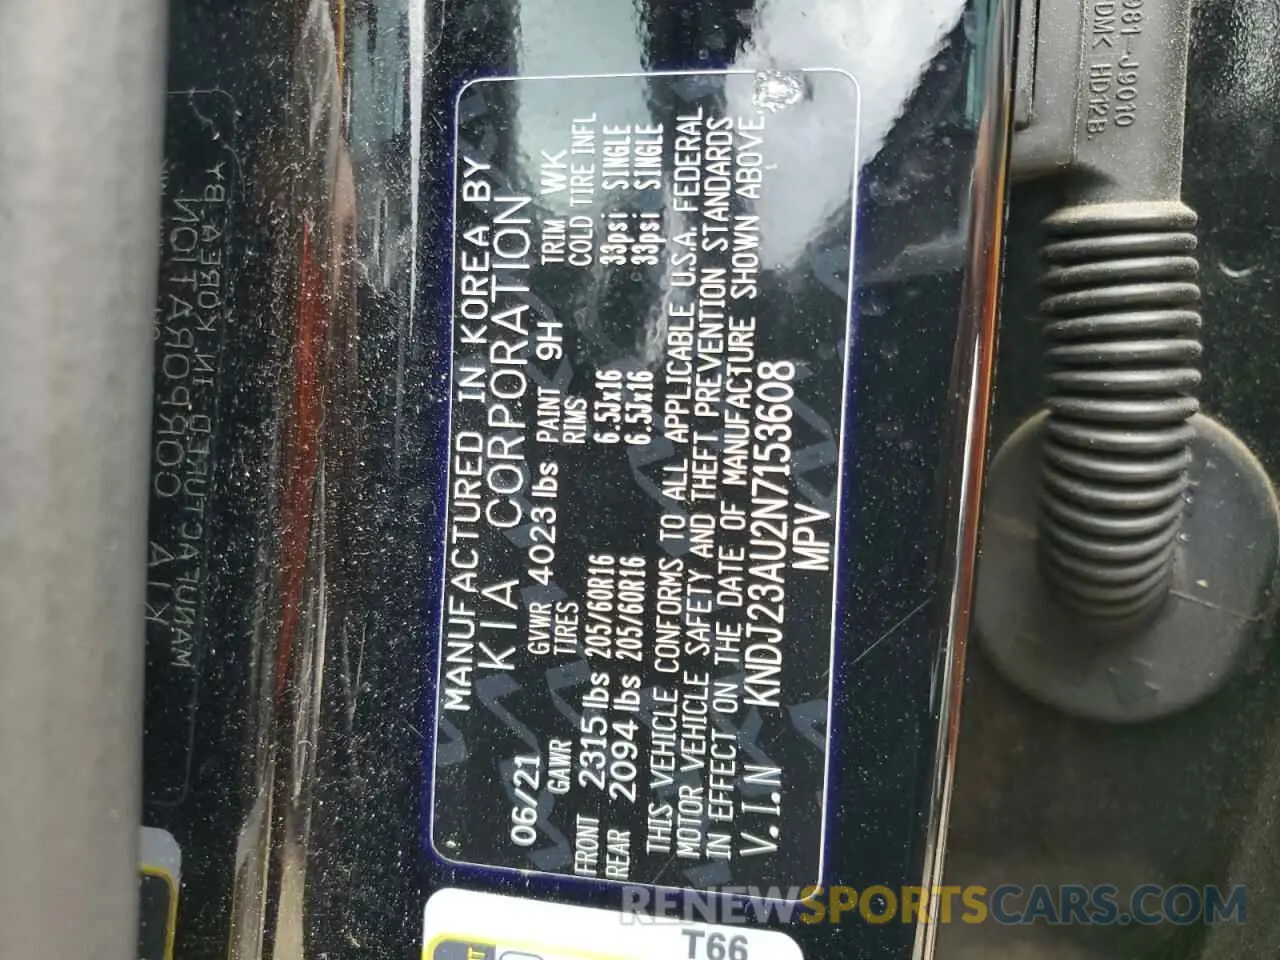 MANUFACTURED IN KOREA BY
KIA CORPORATION
06/21 GVWR 4023 lbs PAINT 9H TRIM WK
GAWR TIRES RIMS COLD TIRE INFL
FRONT 2315 lbs 205/60R16 6.5Jx16 33psi SINGLE
REAR 2094 lbs 205/60R16 6.5Jx16 33psi SINGLE
THIS VEHICLE CONFORMS TO ALL APPLICABLE U.S.A. FEDERAL
MOTOR VEHICLE SAFETY AND THEFT PREVENTION STANDARDS
IN EFFECT ON THE DATE OF MANUFACTURE SHOWN ABOVE.
V.I.N KNDJ23AU2N7153608
MPV
T66
HD12B
KIA CORPORATION
MANUFACTURED IN KOREA BY
RENEWSPORTSCARS.COM